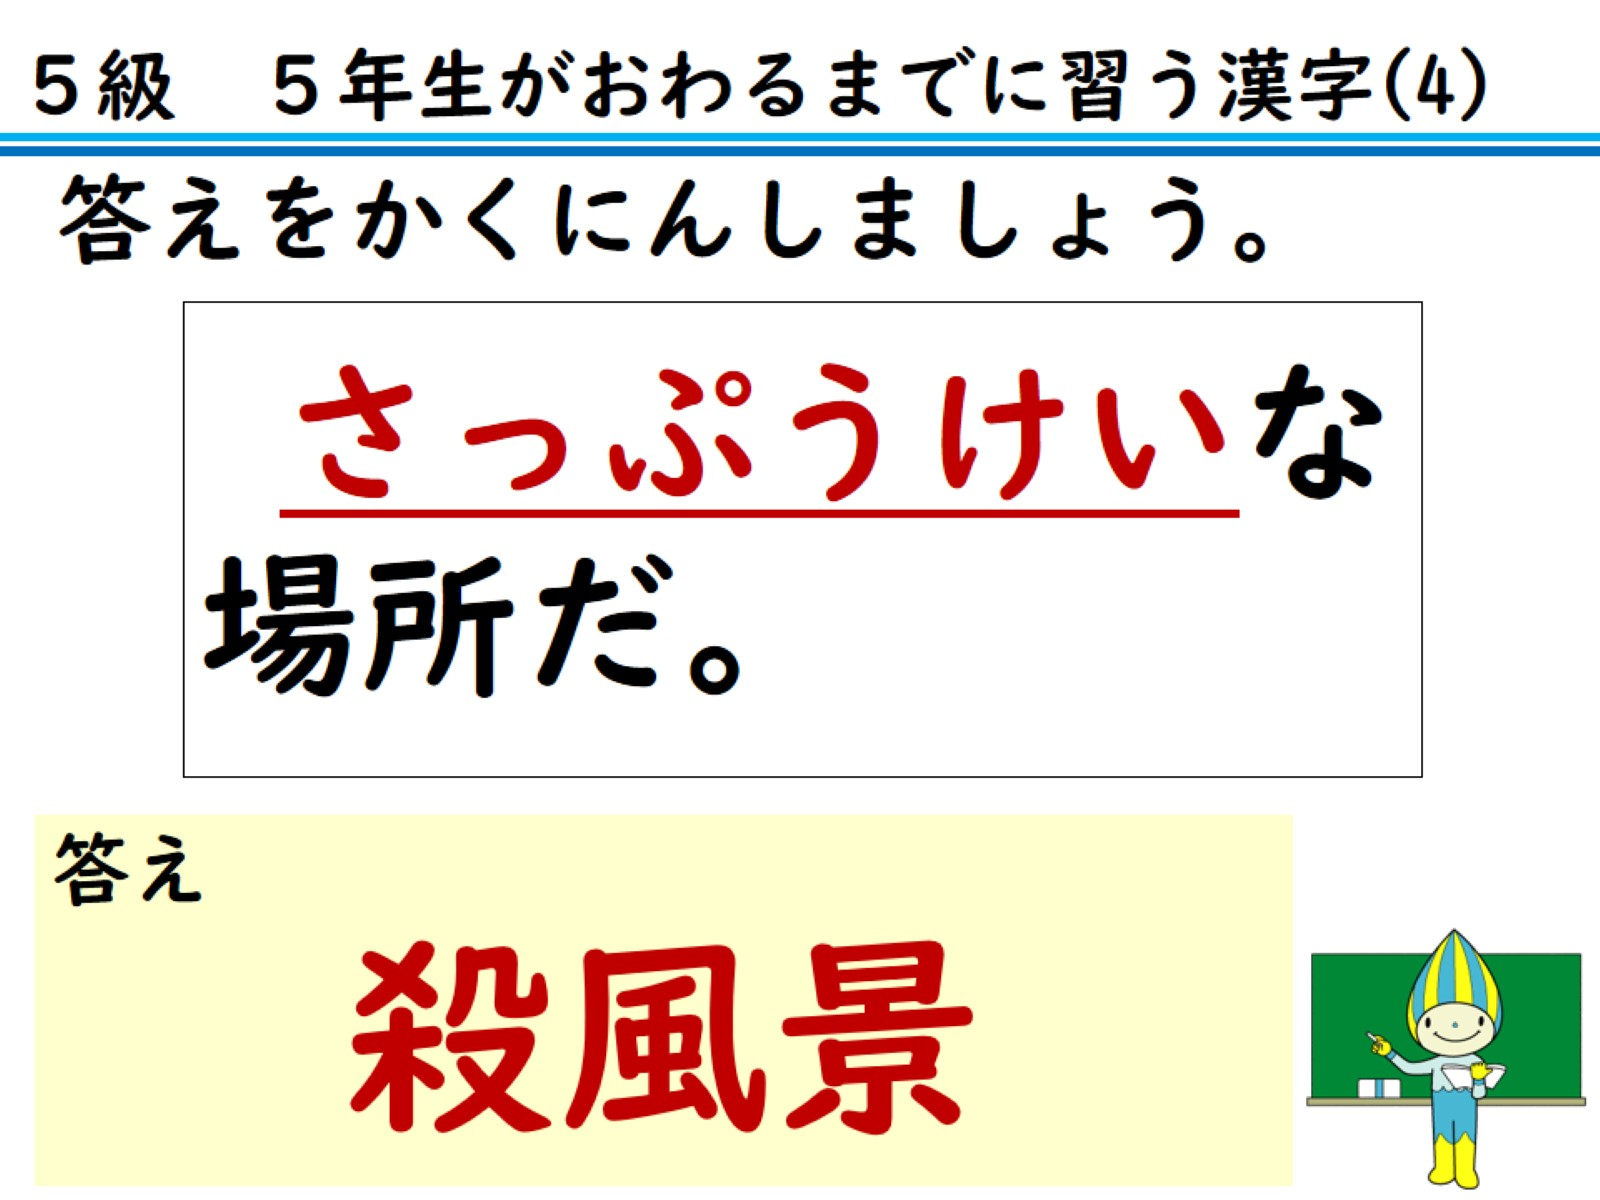 ５級　５年生がおわるまでに習う漢字(4)
答えをかくにんしましょう。
さっぷうけいな
場所だ。
答え
殺風景